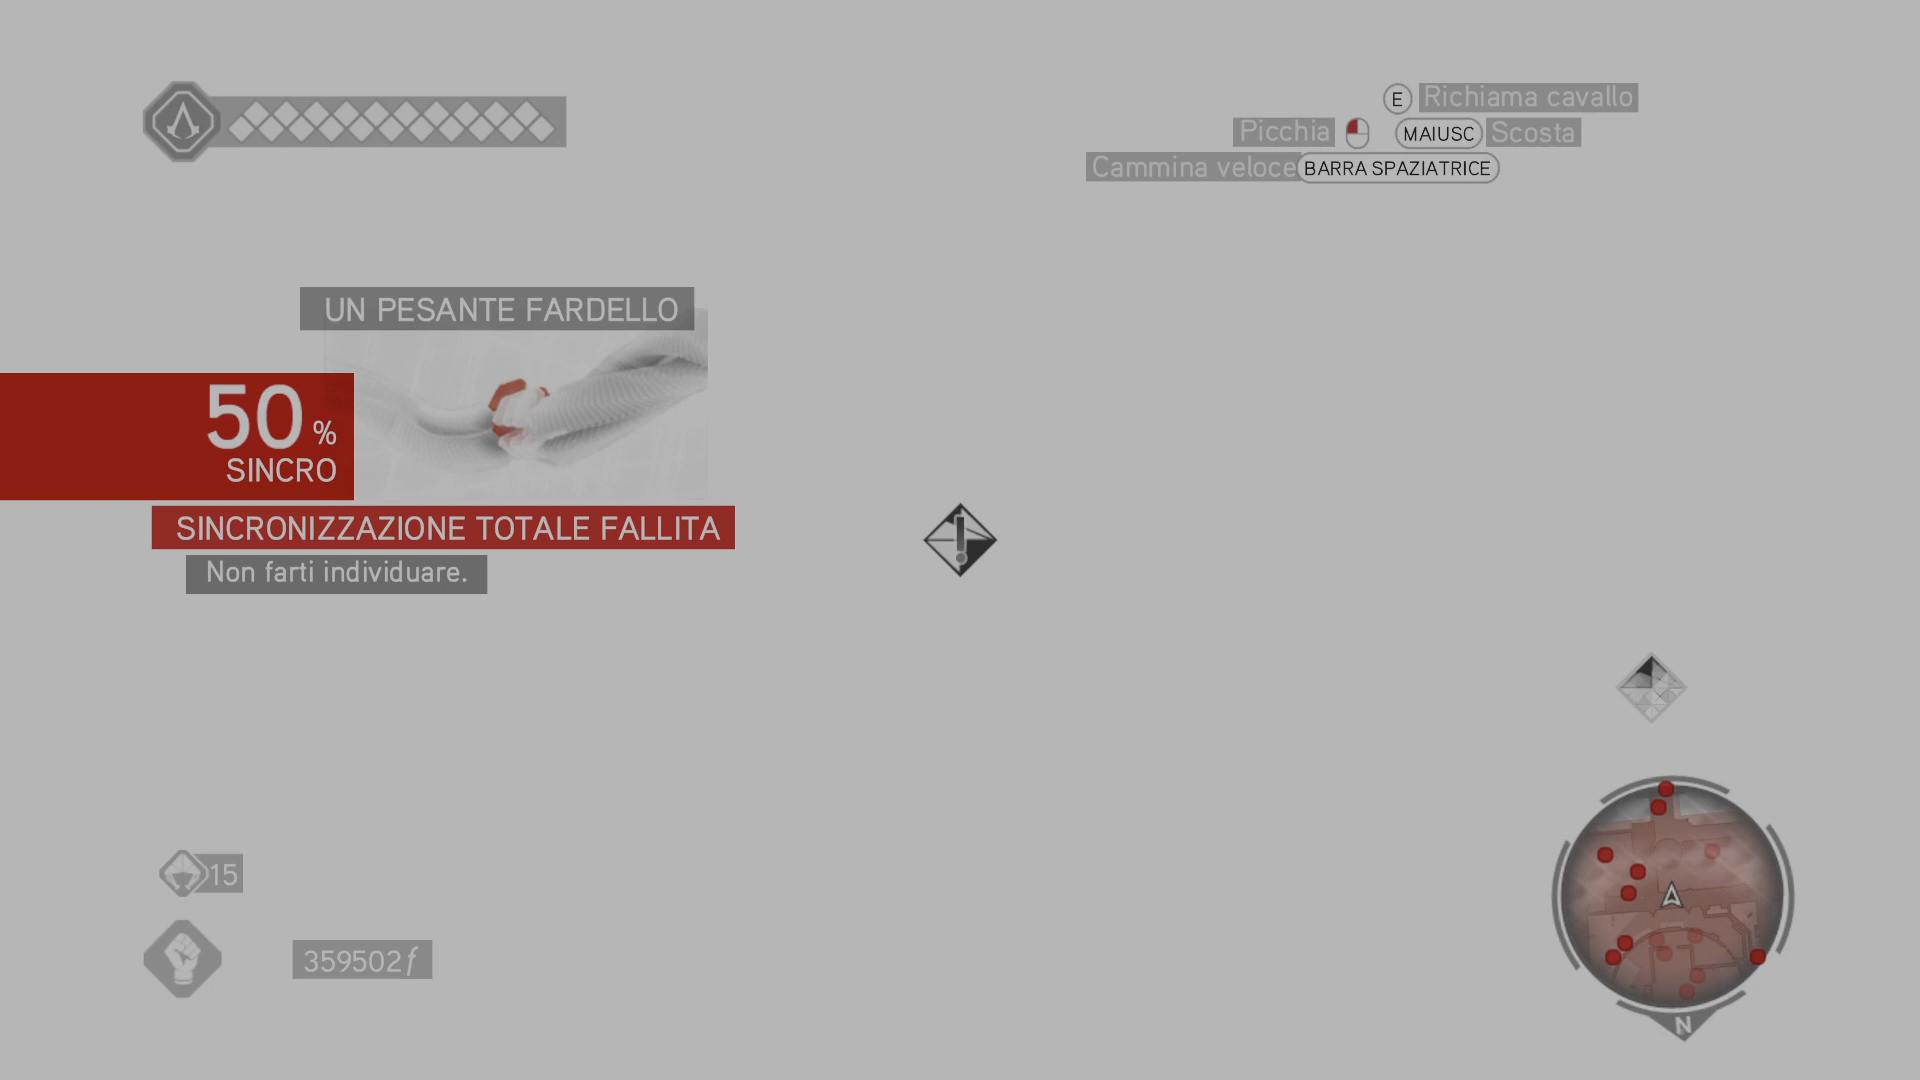 E Richiama cavallo
Picchia MAIUSC Scosta
Cammina veloce BARRA SPAZIATRICE
UN PESANTE FARDELLO
50 %
SINCRO
SINCRONIZZAZIONE TOTALE FALLITA
Non farti individuare.
15
359502ƒ
N